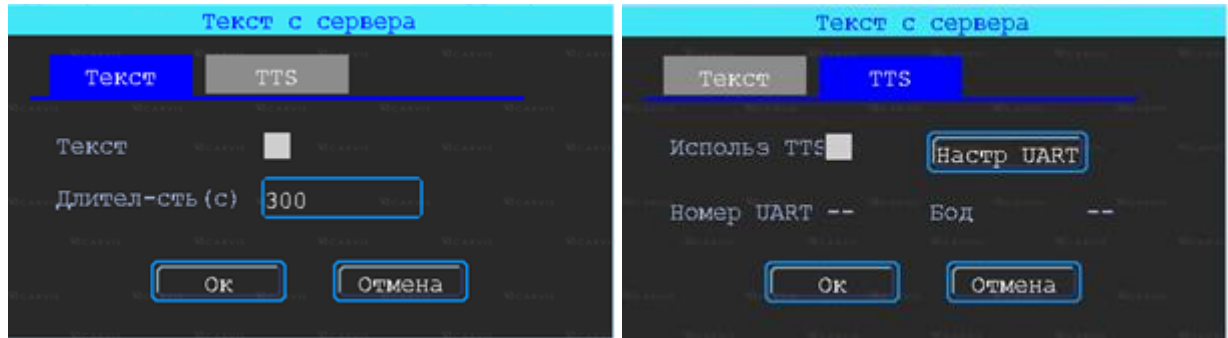 Текст с сервера
Текст TTS
Текст
Длител-сть(с) 300
Ок Отмена
Текст с сервера
Текст TTS
Использ TTS Настр UART
Номер UART -- Бод --
Ок Отмена